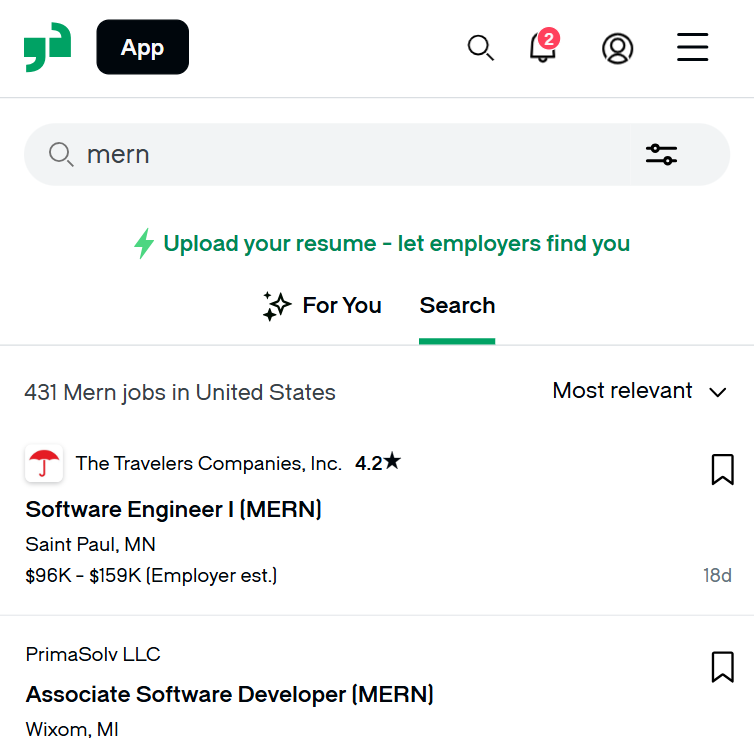 App
2
mern
Upload your resume - let employers find you
For You
Search
431 Mern jobs in United States
Most relevant
The Travelers Companies, Inc. 4.2★
Software Engineer I (MERN)
Saint Paul, MN
$96K - $159K (Employer est.)
18d
PrimaSolv LLC
Associate Software Developer (MERN)
Wixom, MI